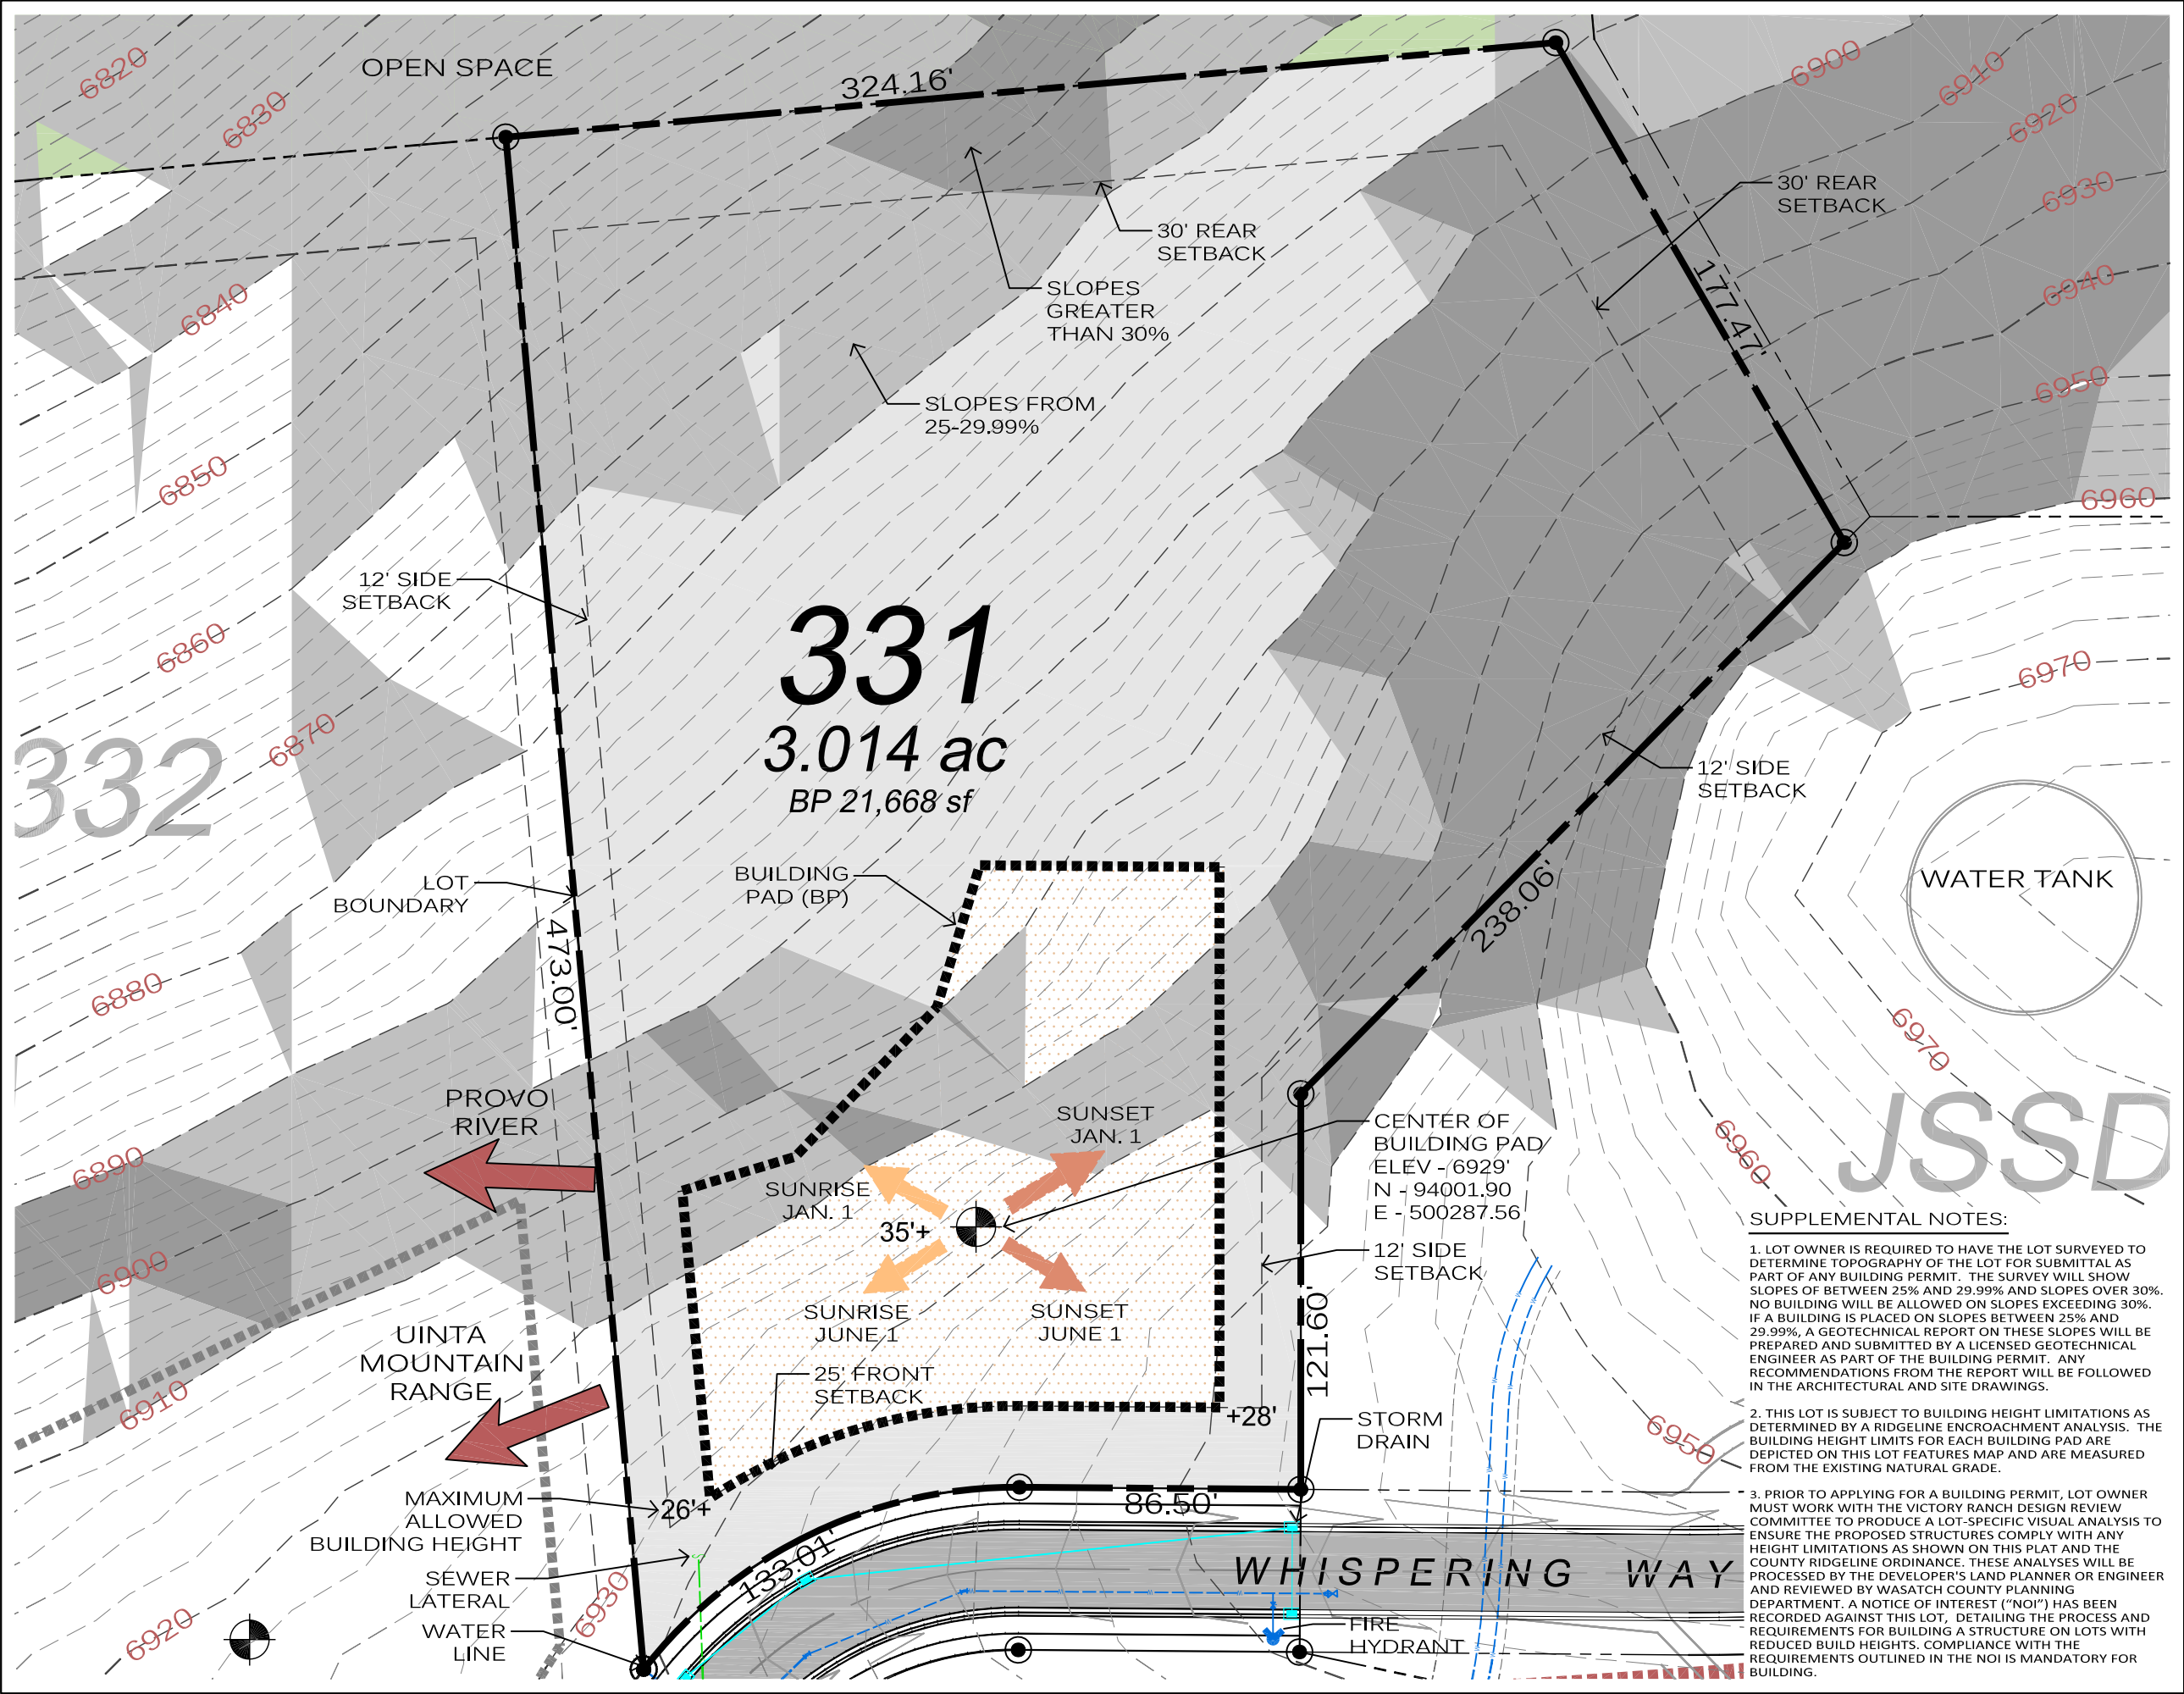 OPEN SPACE
324.16'
6820
6830
6840
6850
6860
6870
6880
6890
6900
6910
6920
6930
6900
6910
6920
6930
6940
6950
6960
6970
6970
6960
6950
30' REAR
SETBACK
30' REAR
SETBACK
177.47'
SLOPES
GREATER
THAN 30%
SLOPES FROM
25-29.99%
12' SIDE
SETBACK
331
3.014 ac
BP 21,668 sf
332
12' SIDE
SETBACK
WATER TANK
LOT
BOUNDARY
BUILDING
PAD (BP)
473.00'
238.06'
PROVO
RIVER
SUNSET
JAN. 1
SUNRISE
JAN. 1
35'+
CENTER OF
BUILDING PAD
ELEV - 6929'
N - 94001.90
E - 500287.56
JSSD
12' SIDE
SETBACK
SUNRISE
JUNE 1
SUNSET
JUNE 1
121.60'
UINTA
MOUNTAIN
RANGE
25' FRONT
SETBACK
+28'
STORM
DRAIN
MAXIMUM
ALLOWED
BUILDING HEIGHT
26'+
86.50'
133.01'
SEWER
LATERAL
WATER
LINE
WHISPERING WAY
FIRE
HYDRANT
SUPPLEMENTAL NOTES:
1. LOT OWNER IS REQUIRED TO HAVE THE LOT SURVEYED TO
DETERMINE TOPOGRAPHY OF THE LOT FOR SUBMITTAL AS
PART OF ANY BUILDING PERMIT. THE SURVEY WILL SHOW
SLOPES OF BETWEEN 25% AND 29.99% AND SLOPES OVER 30%.
NO BUILDING WILL BE ALLOWED ON SLOPES EXCEEDING 30%.
IF A BUILDING IS PLACED ON SLOPES BETWEEN 25% AND
29.99%, A GEOTECHNICAL REPORT ON THESE SLOPES WILL BE
PREPARED AND SUBMITTED BY A LICENSED GEOTECHNICAL
ENGINEER AS PART OF THE BUILDING PERMIT. ANY
RECOMMENDATIONS FROM THE REPORT WILL BE FOLLOWED
IN THE ARCHITECTURAL AND SITE DRAWINGS.
2. THIS LOT IS SUBJECT TO BUILDING HEIGHT LIMITATIONS AS
DETERMINED BY A RIDGELINE ENCROACHMENT ANALYSIS. THE
BUILDING HEIGHT LIMITS FOR EACH BUILDING PAD ARE
DEPICTED ON THIS LOT FEATURES MAP AND ARE MEASURED
FROM THE EXISTING NATURAL GRADE.
3. PRIOR TO APPLYING FOR A BUILDING PERMIT, LOT OWNER
MUST WORK WITH THE VICTORY RANCH DESIGN REVIEW
COMMITTEE TO PRODUCE A LOT-SPECIFIC VISUAL ANALYSIS TO
ENSURE THE PROPOSED STRUCTURES COMPLY WITH ANY
HEIGHT LIMITATIONS AS SHOWN ON THIS PLAT AND THE
COUNTY RIDGELINE ORDINANCE. THESE ANALYSES WILL BE
PROCESSED BY THE DEVELOPER'S LAND PLANNER OR ENGINEER
AND REVIEWED BY WASATCH COUNTY PLANNING
DEPARTMENT. A NOTICE OF INTEREST (“NOI”) HAS BEEN
RECORDED AGAINST THIS LOT, DETAILING THE PROCESS AND
REQUIREMENTS FOR BUILDING A STRUCTURE ON LOTS WITH
REDUCED BUILD HEIGHTS. COMPLIANCE WITH THE
REQUIREMENTS OUTLINED IN THE NOI IS MANDATORY FOR
BUILDING.